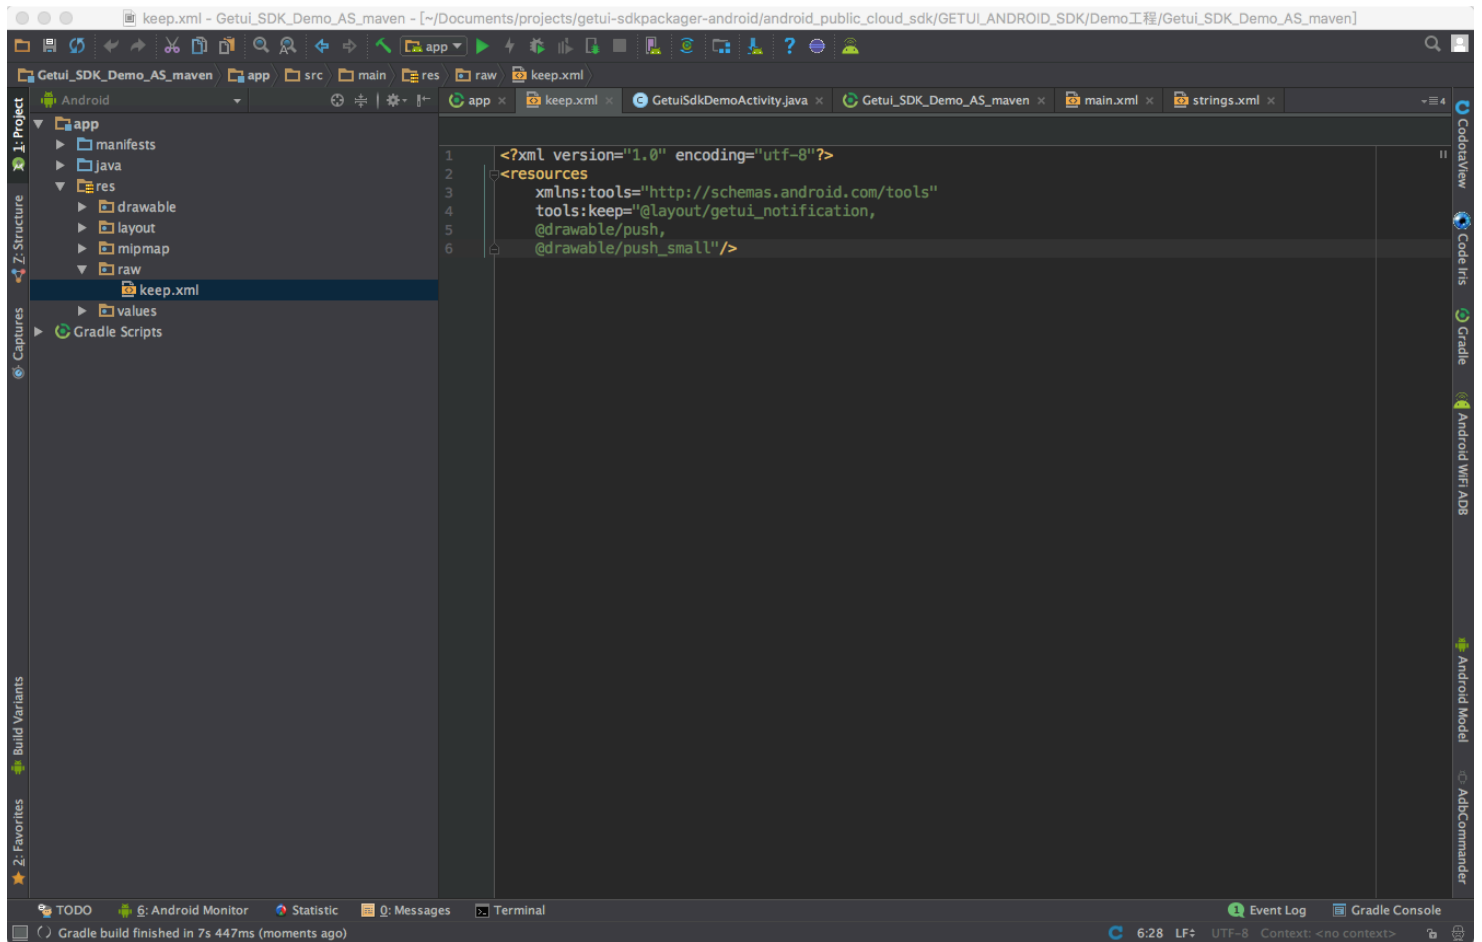 keep.xml - Getui_SDK_Demo_AS_maven - [~/Documents/projects/getui-sdkpackager-android/android_public_cloud_sdk/GETUI_ANDROID_SDK/Demo工程/Getui_SDK_Demo_AS_maven]
app
Getui_SDK_Demo_AS_maven app src main res raw keep.xml
Android
app keep.xml GetuiSdkDemoActivity.java Getui_SDK_Demo_AS_maven main.xml strings.xml 4
1: Project
Z: Structure
Captures
Build Variants
2: Favorites
app
manifests
java
res
drawable
layout
mipmap
raw
keep.xml
values
Gradle Scripts
1 <?xml version="1.0" encoding="utf-8"?>
2 <resources
3 xmlns:tools="http://schemas.android.com/tools"
4 tools:keep="@layout/getui_notification,
5 @drawable/push,
6 @drawable/push_small"/>
CodotaView
Code Iris
Gradle
Android WiFi ADB
Android Model
AdbCommander
TODO 6: Android Monitor Statistic 0: Messages Terminal 1 Event Log Gradle Console
Gradle build finished in 7s 447ms (moments ago) 6:28 LF UTF-8 Context: <no context>